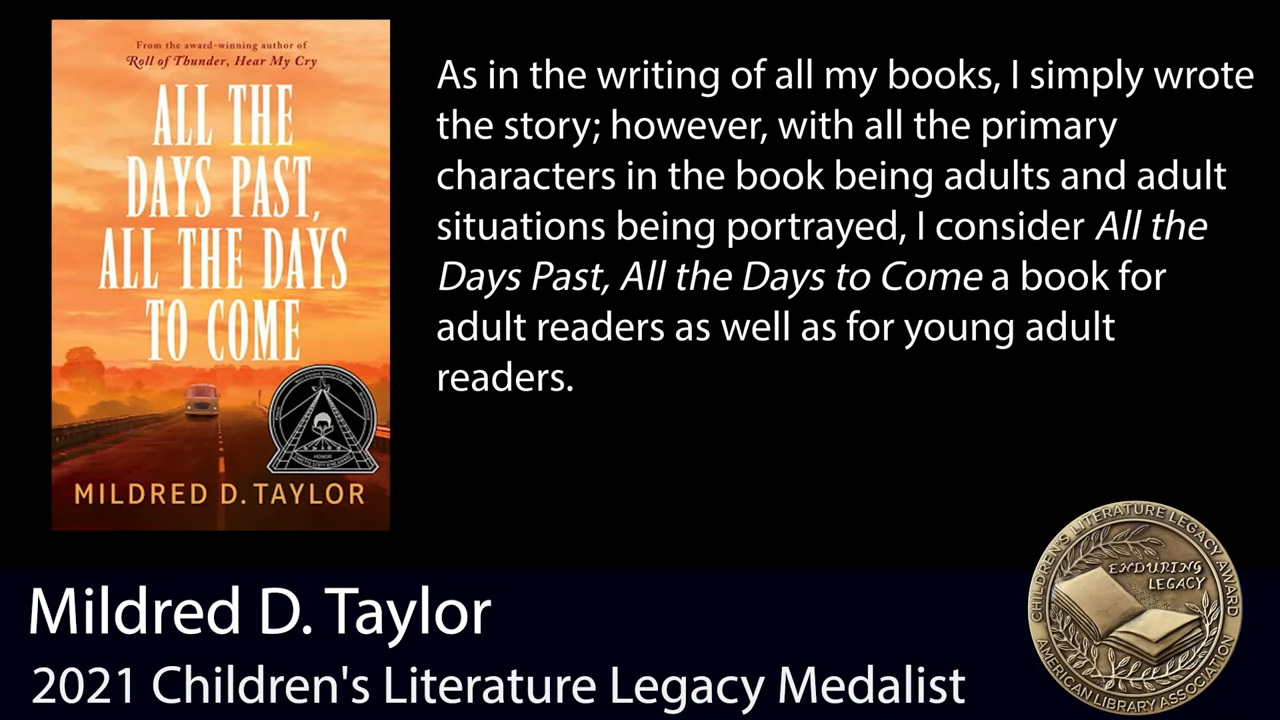 From the award-winning author of
Roll of Thunder, Hear My Cry
ALL THE
DAYS PAST,
ALL THE DAYS
TO COME
HONOR
MILDRED D. TAYLOR
As in the writing of all my books, I simply wrote
the story; however, with all the primary
characters in the book being adults and adult
situations being portrayed, I consider All the
Days Past, All the Days to Come a book for
adult readers as well as for young adult
readers.
Mildred D. Taylor
2021 Children's Literature Legacy Medalist
CHILDREN'S LITERATURE LEGACY AWARD
ENDURING
LEGACY
AMERICAN LIBRARY ASSOCIATION